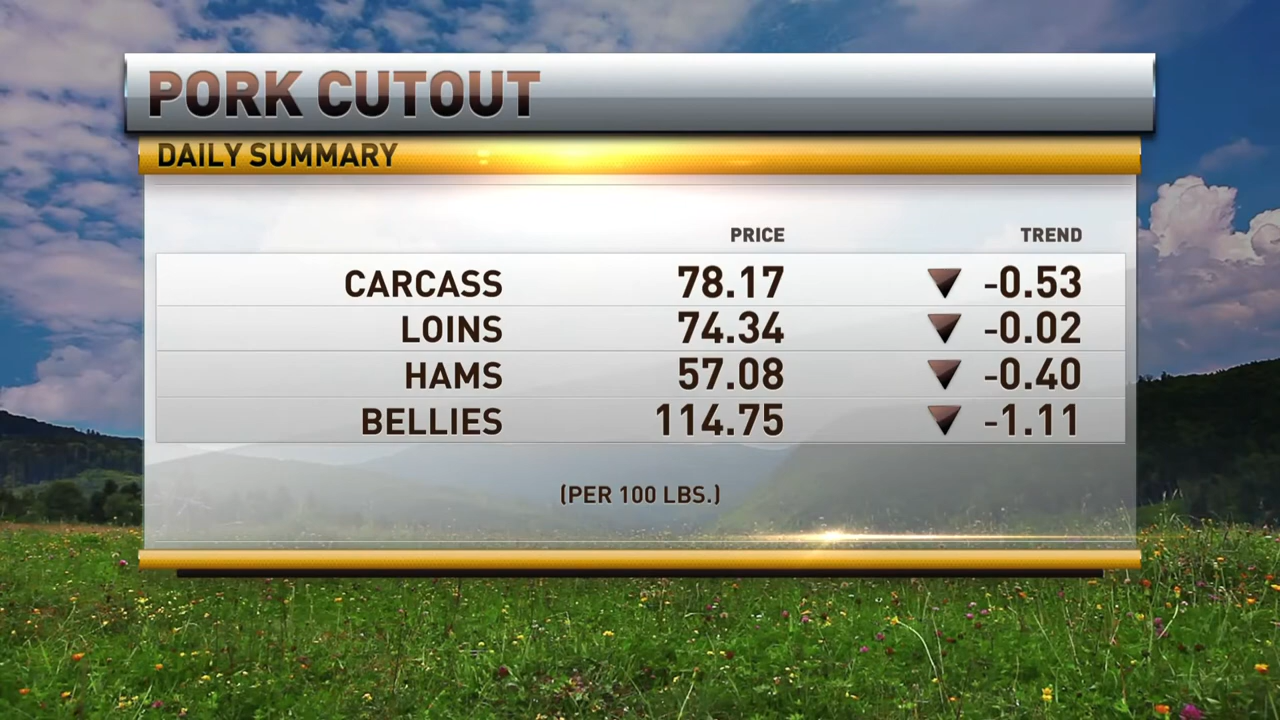 PORK CUTOUT
DAILY SUMMARY
PRICE TREND
CARCASS 78.17 -0.53
LOINS 74.34 -0.02
HAMS 57.08 -0.40
BELLIES 114.75 -1.11
(PER 100 LBS.)